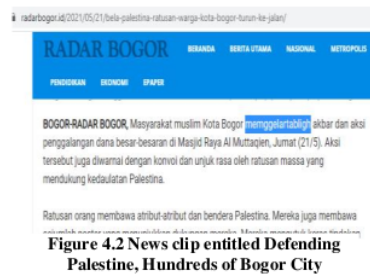 radarbogor.id/2021/05/21/bela-palestina-ratusan-warga-kota-bogor-turun-ke-jalan/
RADAR BOGOR BERANDA BERITA UTAMA NASIONAL METROPOLIS
PENDIDIKAN EKONOMI EPAPER
BOGOR-RADAR BOGOR, Masyarakat muslim Kota Bogor memggelartabligh akbar dan aksi
penggalangan dana besar-besaran di Masjid Raya Al Muttaqien, Jumat (21/5). Aksi
tersebut juga diwarnai dengan konvoi dan unjuk rasa oleh ratusan massa yang
mendukung kedaulatan Palestina.
Ratusan orang membawa atribut-atribut dan bendera Palestina. Mereka juga membawa
Figure 4.2 News clip entitled Defending
Palestine, Hundreds of Bogor City